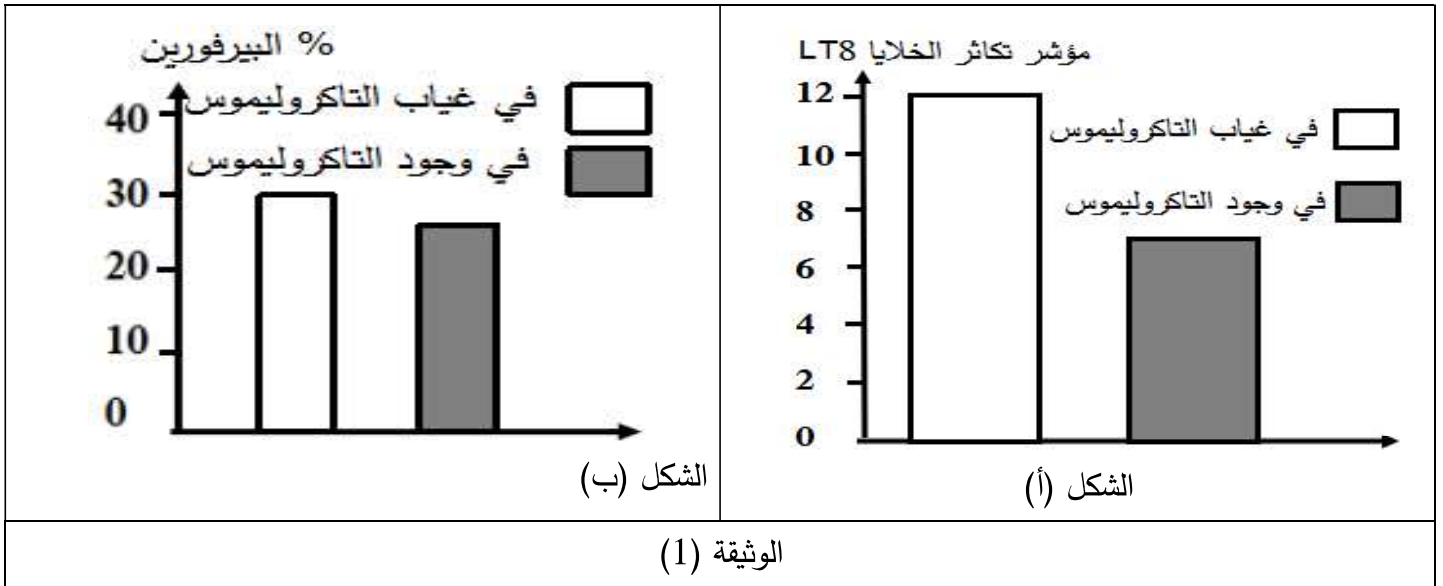 مؤشر تكاثر الخلايا LT8
12
10
8
6
4
2
0
في غياب التاكروليموس
في وجود التاكروليموس
الشكل (أ)
% البيرفورين
40
30
20
10
0
في غياب التاكروليموس
في وجود التاكروليموس
الشكل (ب)
الوثيقة (1)